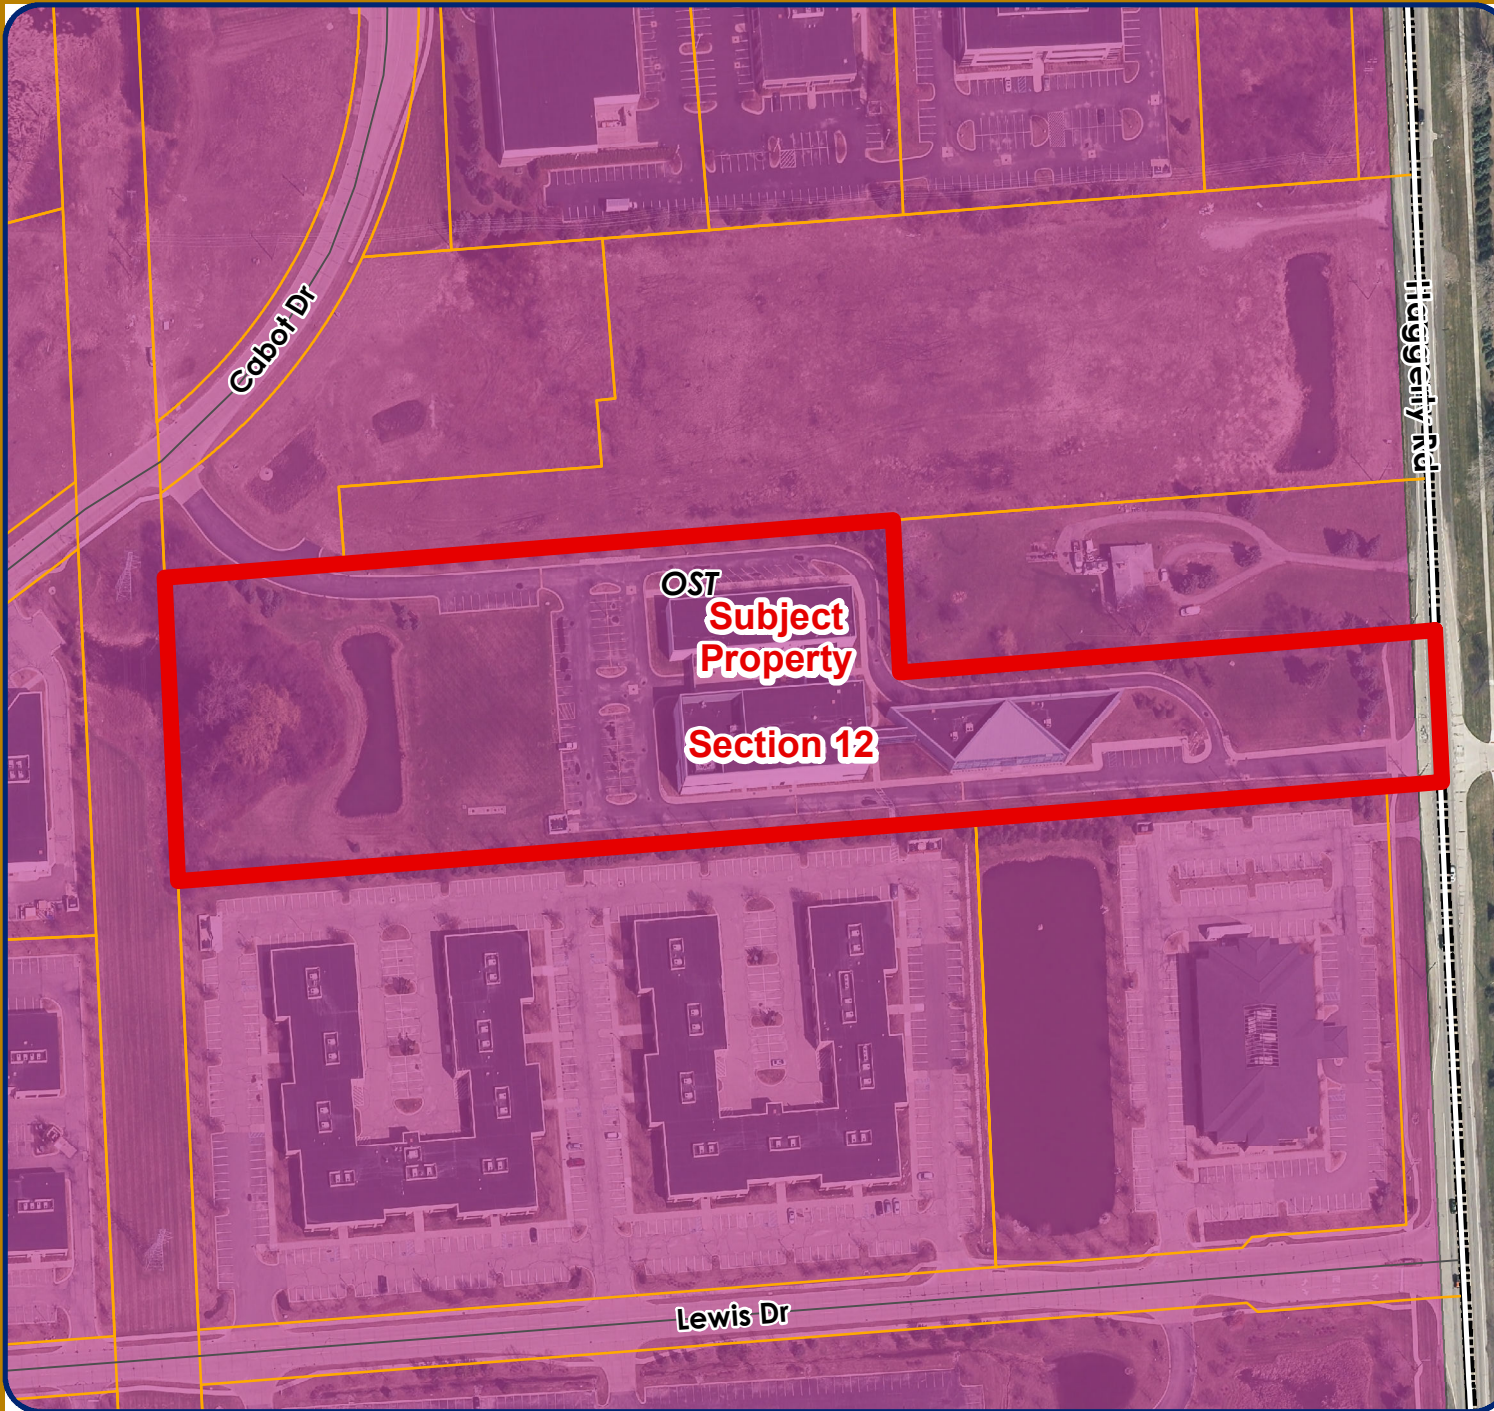 Cabot Dr
Haggerty Rd
OST
Subject
Property
Section 12
Lewis Dr